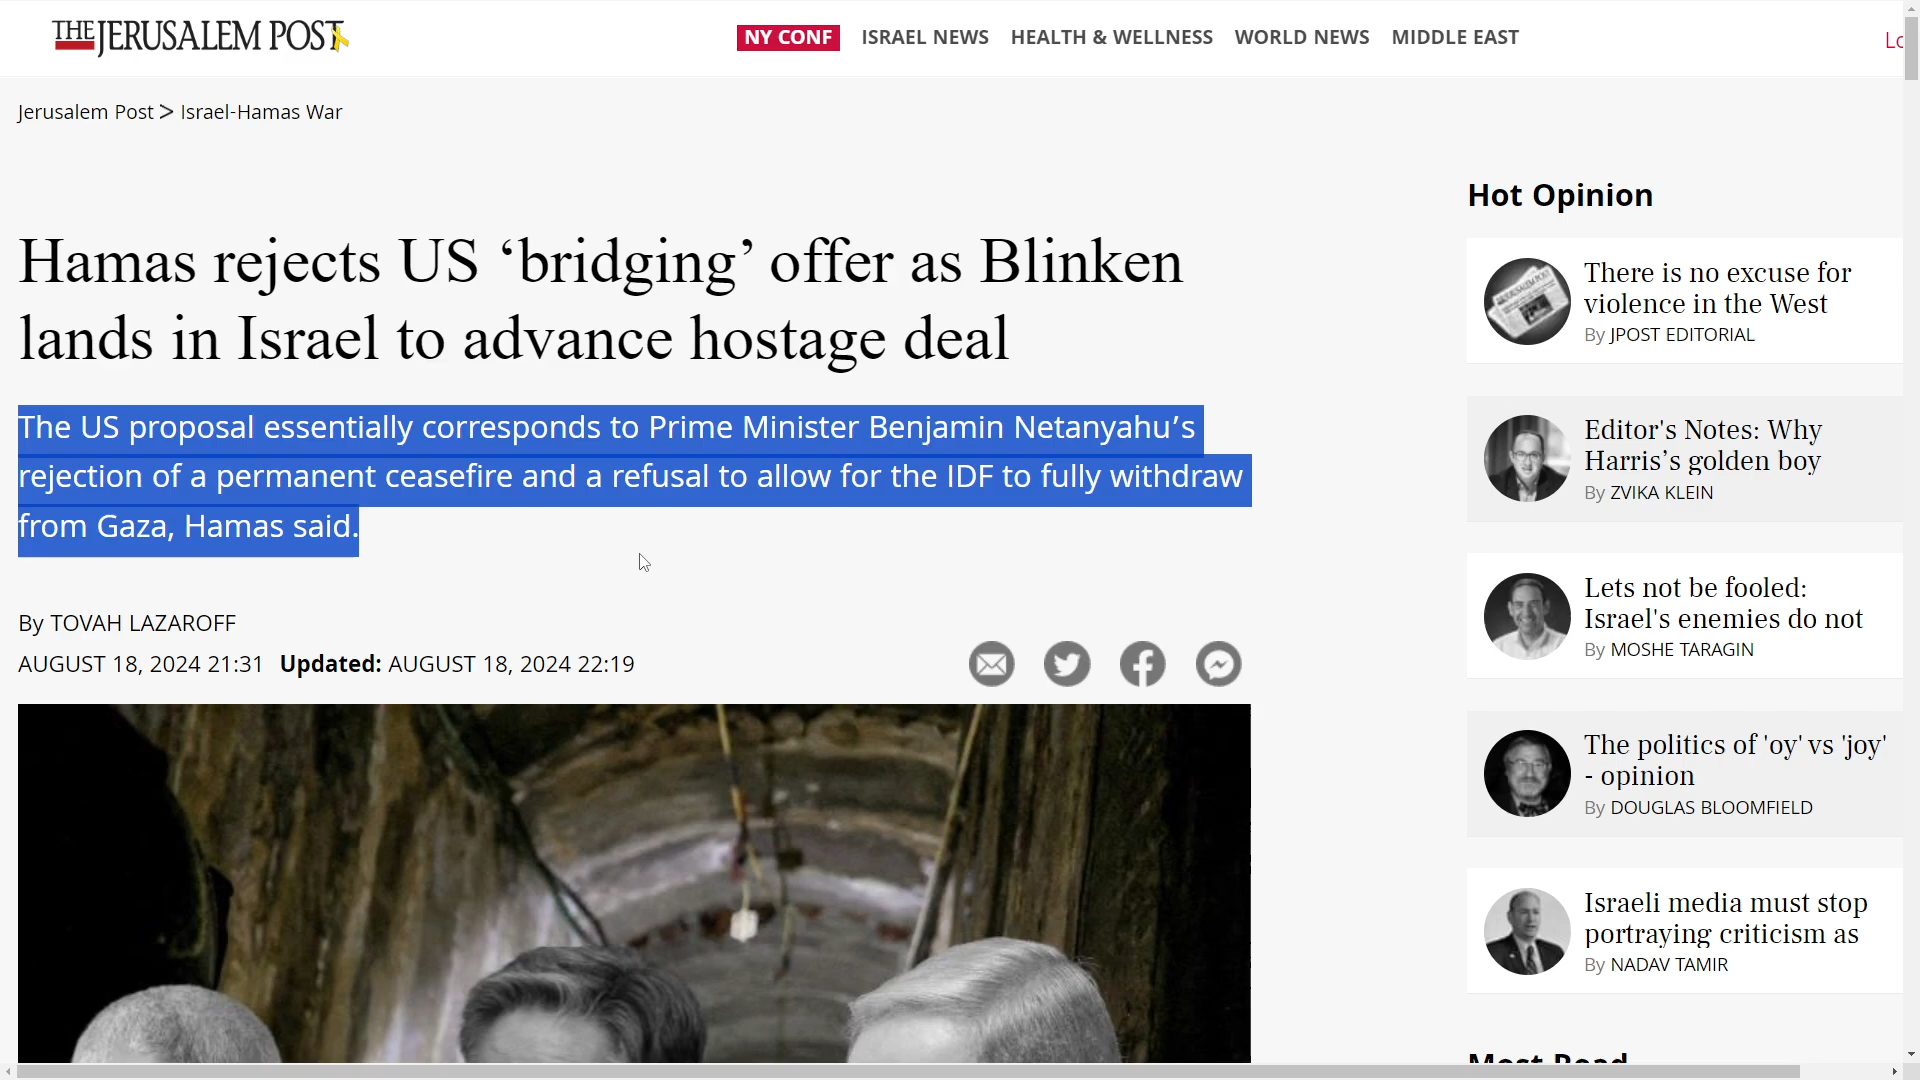 THE JERUSALEM POST
NY CONF ISRAEL NEWS HEALTH & WELLNESS WORLD NEWS MIDDLE EAST
Jerusalem Post > Israel-Hamas War
Hamas rejects US ‘bridging’ offer as Blinken
lands in Israel to advance hostage deal
The US proposal essentially corresponds to Prime Minister Benjamin Netanyahu’s
rejection of a permanent ceasefire and a refusal to allow for the IDF to fully withdraw
from Gaza, Hamas said.
By TOVAH LAZAROFF
AUGUST 18, 2024 21:31 Updated: AUGUST 18, 2024 22:19
Hot Opinion
There is no excuse for
violence in the West
By JPOST EDITORIAL
Editor's Notes: Why
Harris’s golden boy
By ZVIKA KLEIN
Lets not be fooled:
Israel's enemies do not
By MOSHE TARAGIN
The politics of 'oy' vs 'joy'
- opinion
By DOUGLAS BLOOMFIELD
Israeli media must stop
portraying criticism as
By NADAV TAMIR
Most Read